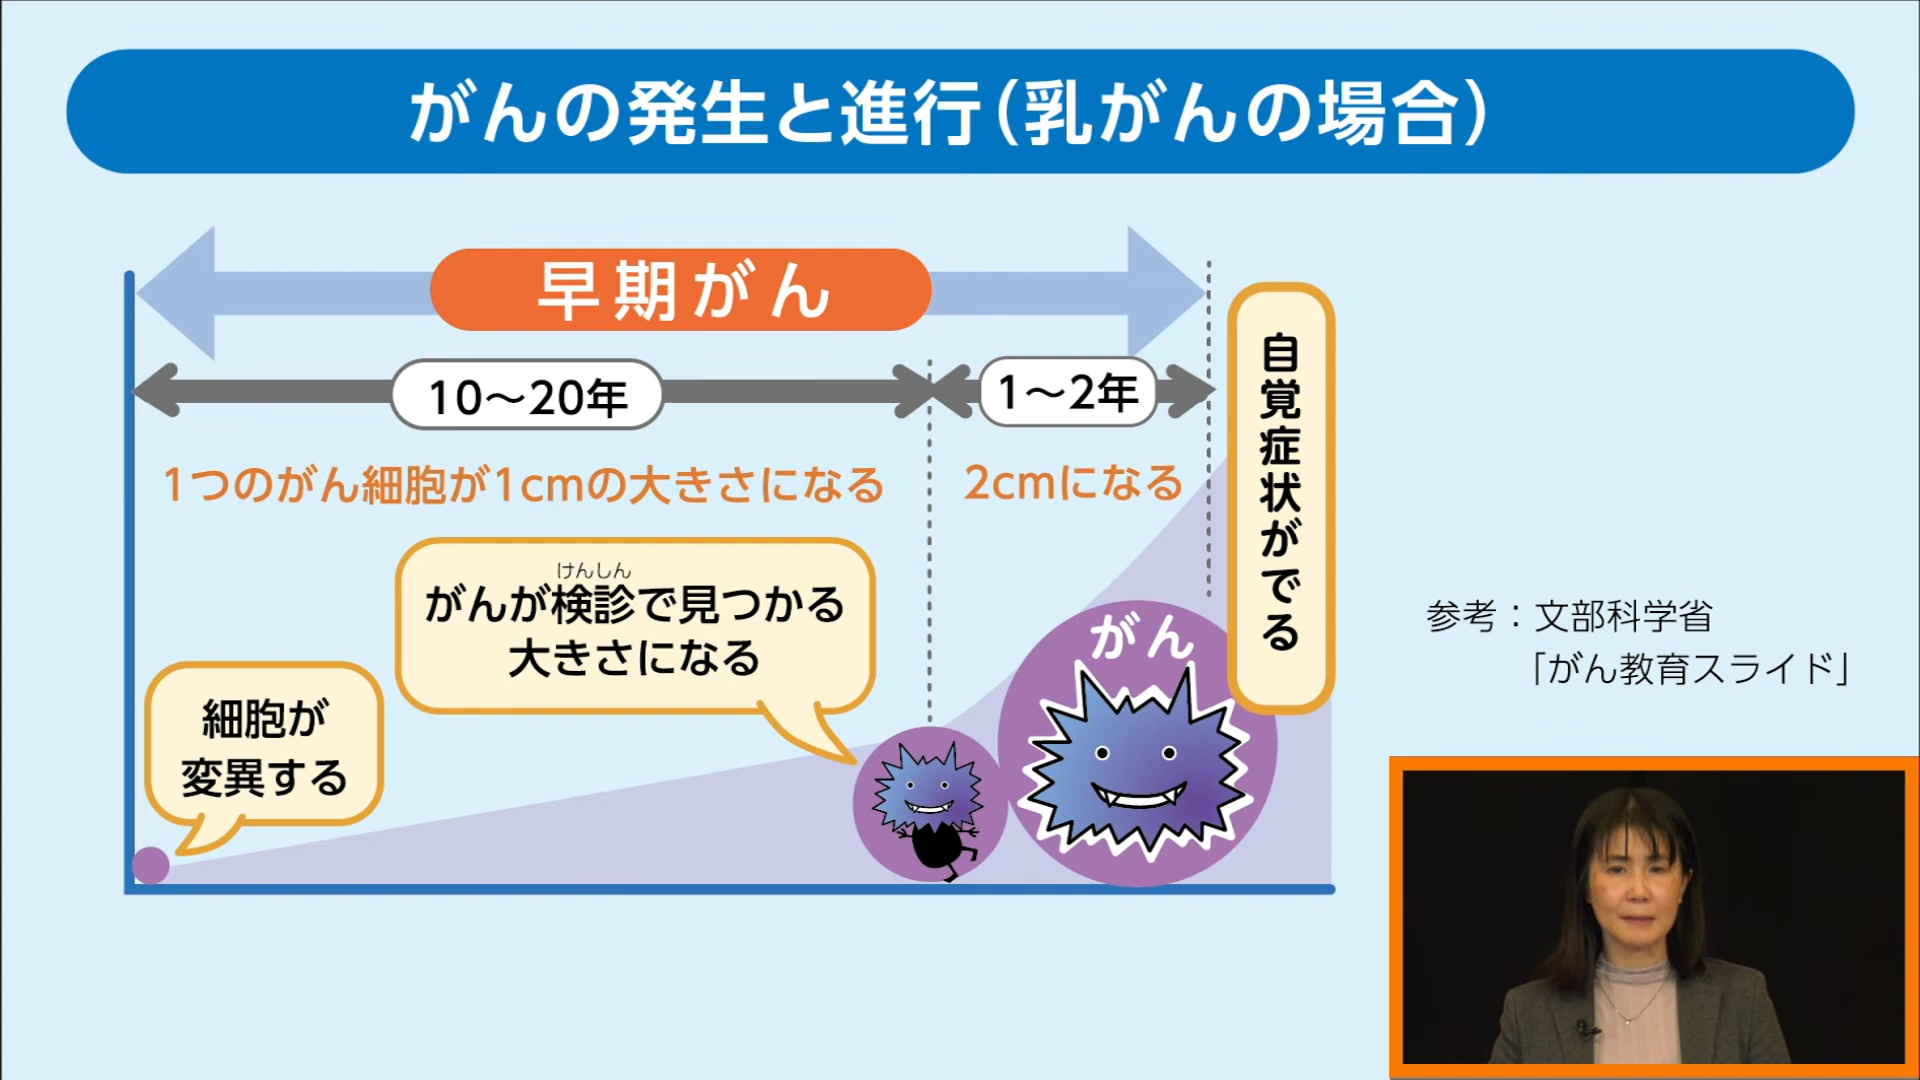 がんの発生と進行（乳がんの場合）
早期がん
10〜20年
1〜2年
1つのがん細胞が1cmの大きさになる
2cmになる
自覚症状がでる
けんしん
がんが検診で見つかる
大きさになる
細胞が
変異する
がん
参考：文部科学省
「がん教育スライド」